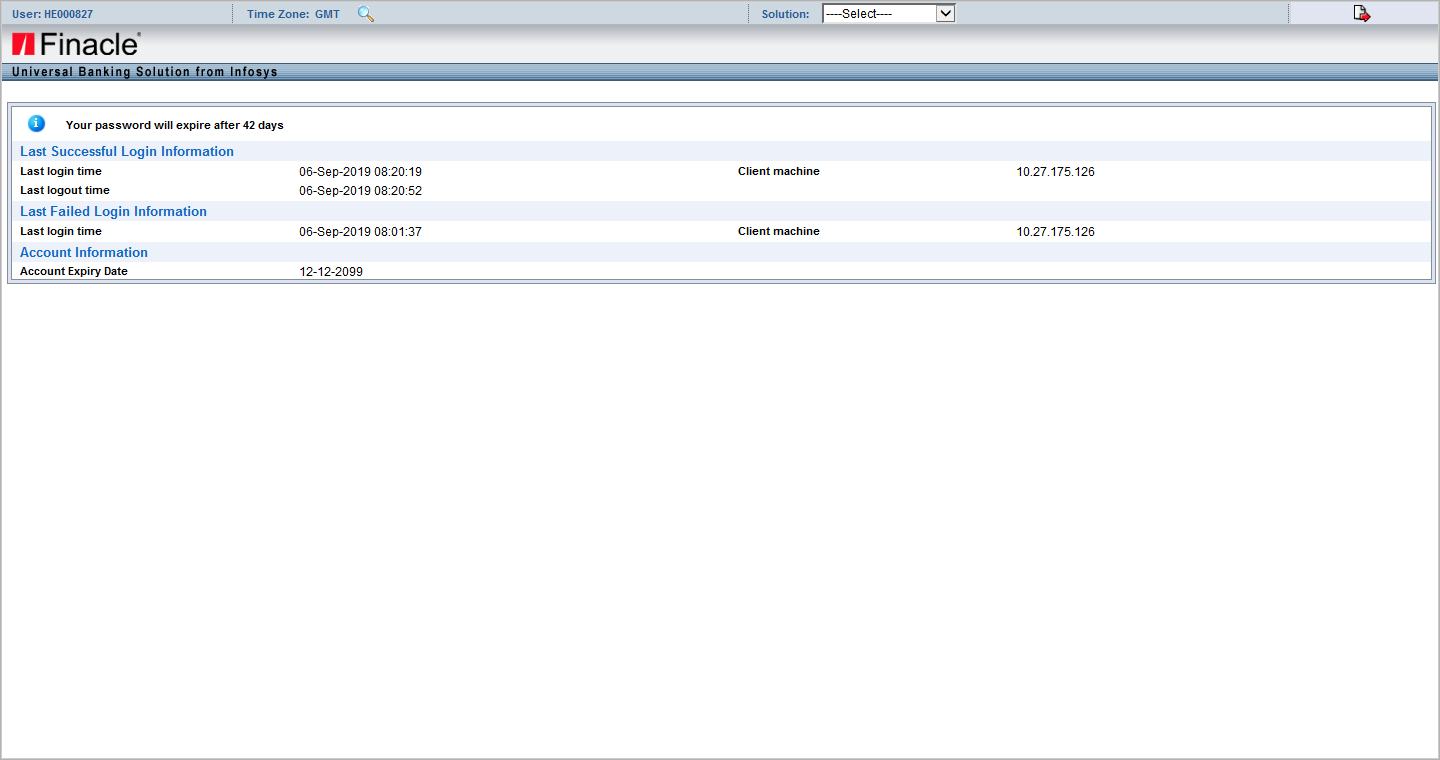 User: HE000827 Time Zone: GMT Solution: ----Select----
Finacle®
Universal Banking Solution from Infosys
Your password will expire after 42 days
Last Successful Login Information
Last login time 06-Sep-2019 08:20:19 Client machine 10.27.175.126
Last logout time 06-Sep-2019 08:20:52
Last Failed Login Information
Last login time 06-Sep-2019 08:01:37 Client machine 10.27.175.126
Account Information
Account Expiry Date 12-12-2099